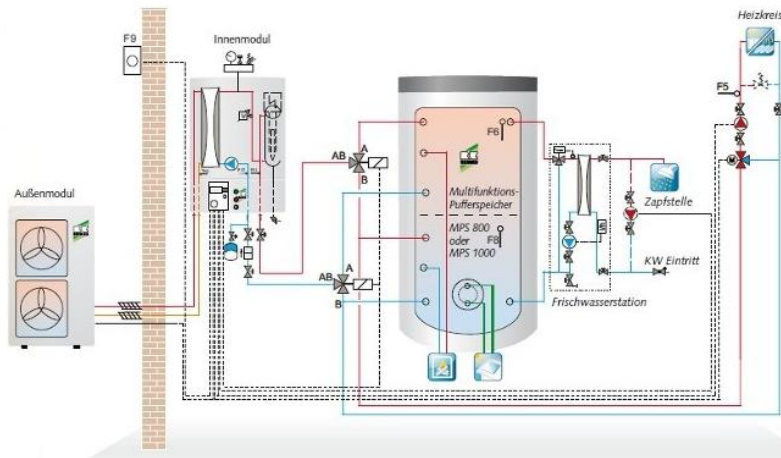 Heizkreis
F9
Innenmodul
F5
A
AB
B
F6
Multifunktions-
Pufferspeicher
MPS 800
oder
MPS 1000
F8
Außenmodul
M
Zapfstelle
A
AB
B
KW Eintritt
Frischwasserstation